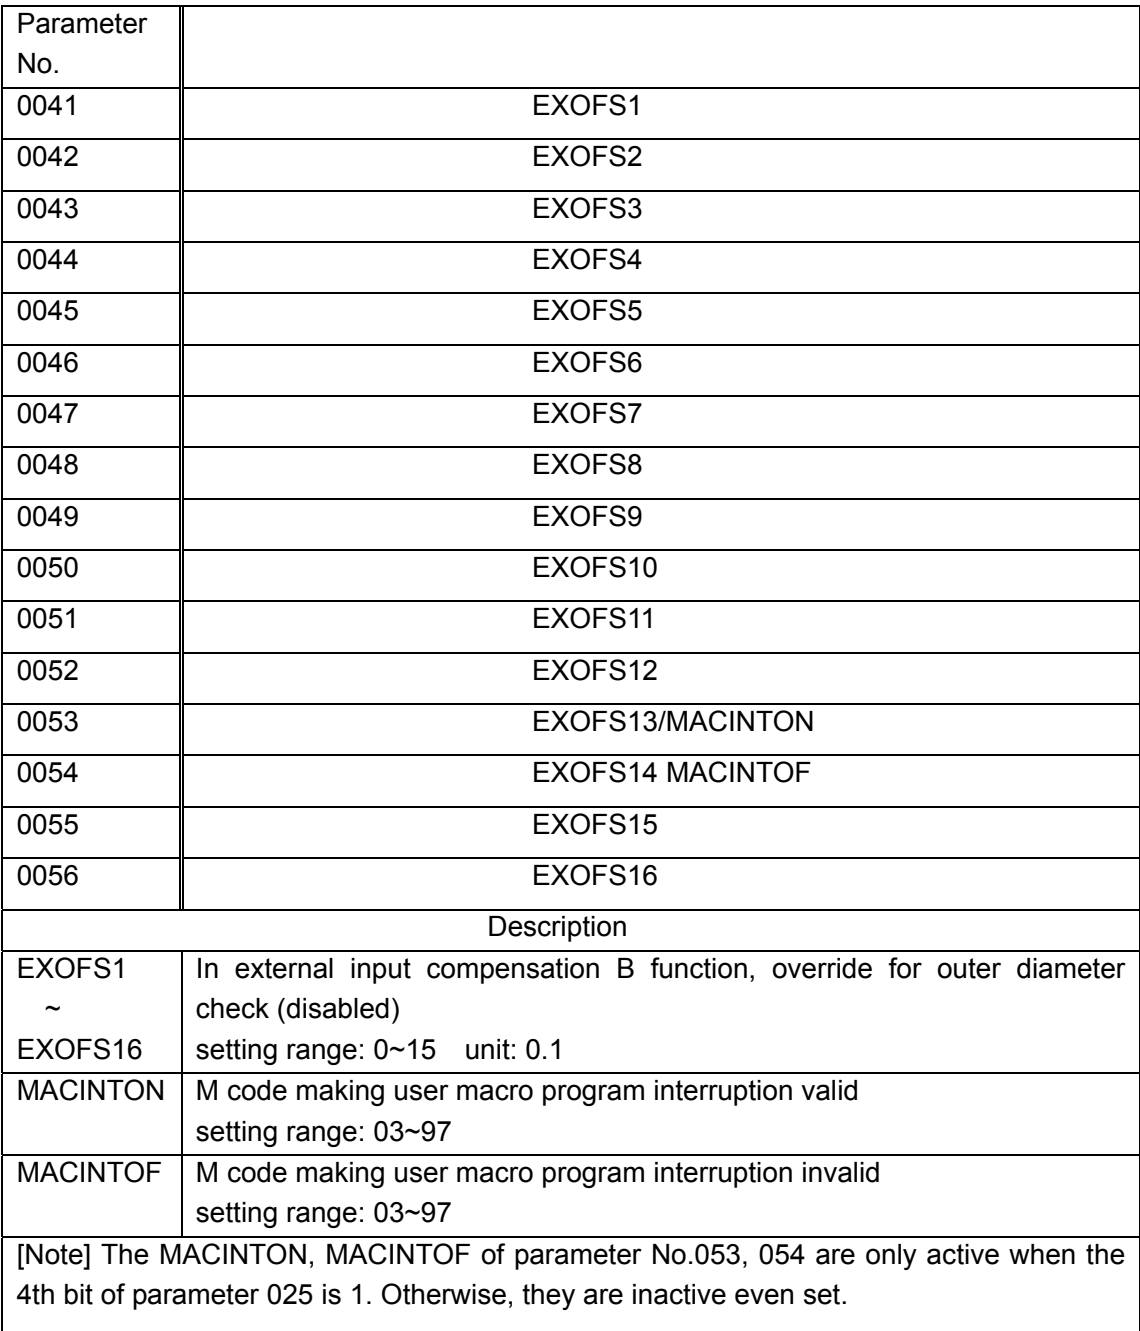 Parameter
No.
0041 EXOFS1
0042 EXOFS2
0043 EXOFS3
0044 EXOFS4
0045 EXOFS5
0046 EXOFS6
0047 EXOFS7
0048 EXOFS8
0049 EXOFS9
0050 EXOFS10
0051 EXOFS11
0052 EXOFS12
0053 EXOFS13/MACINTON
0054 EXOFS14 MACINTOF
0055 EXOFS15
0056 EXOFS16
Description
EXOFS1 In external input compensation B function, override for outer diameter
~ check (disabled)
EXOFS16 setting range: 0~15 unit: 0.1
MACINTON M code making user macro program interruption valid
setting range: 03~97
MACINTOF M code making user macro program interruption invalid
setting range: 03~97
[Note] The MACINTON, MACINTOF of parameter No.053, 054 are only active when the
4th bit of parameter 025 is 1. Otherwise, they are inactive even set.